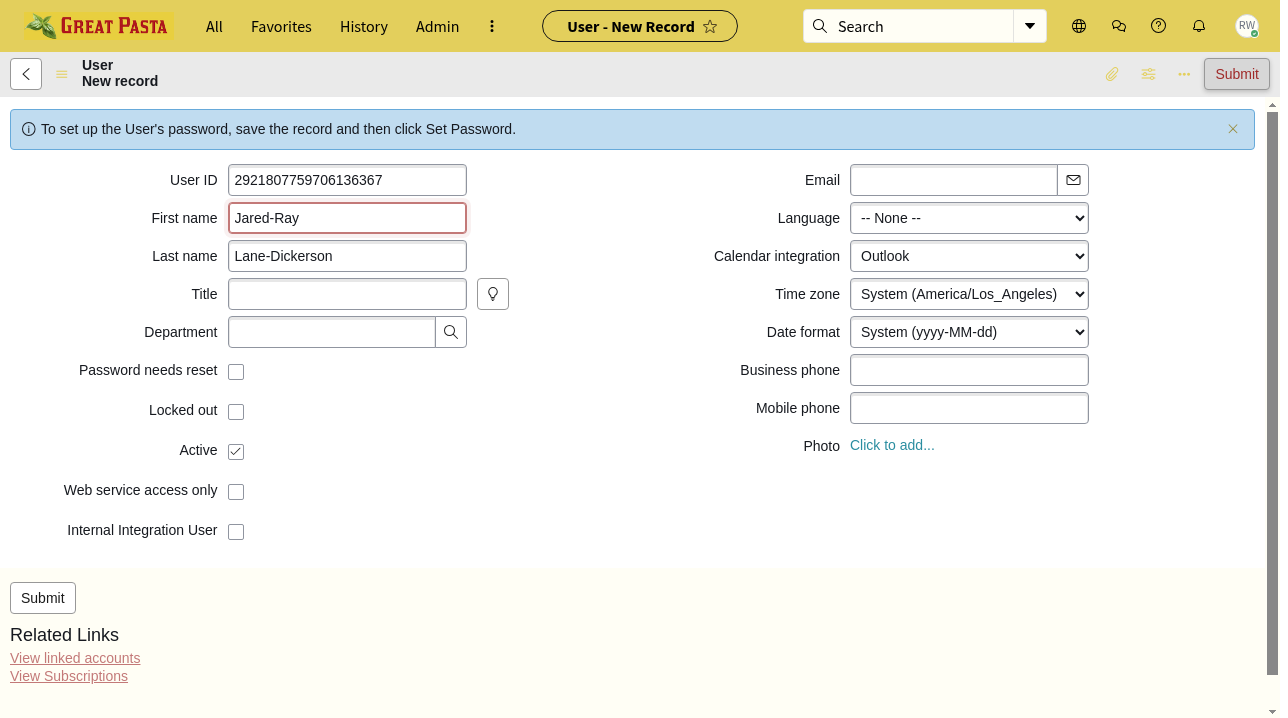 GREAT PASTA
All
Favorites
History
Admin
User - New Record
Search
RW
User
New record
Submit
To set up the User's password, save the record and then click Set Password.
User ID
2921807759706136367
First name
Jared-Ray
Last name
Lane-Dickerson
Title
Department
Password needs reset
Locked out
Active
Web service access only
Internal Integration User
Email
Language
-- None --
Calendar integration
Outlook
Time zone
System (America/Los_Angeles)
Date format
System (yyyy-MM-dd)
Business phone
Mobile phone
Photo
Click to add...
Submit
Related Links
View linked accounts
View Subscriptions